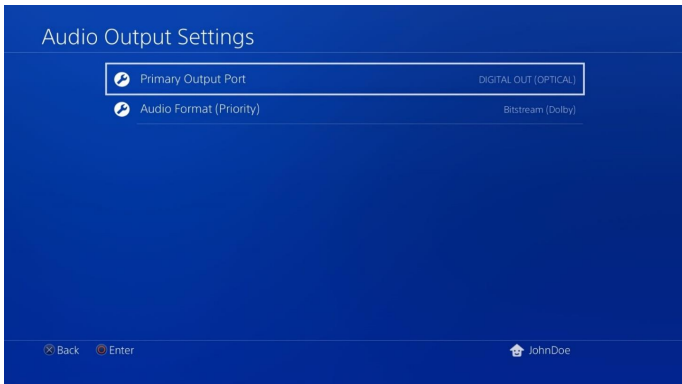 Audio Output Settings
Primary Output Port DIGITAL OUT (OPTICAL)
Audio Format (Priority) Bitstream (Dolby)
Back Enter JohnDoe